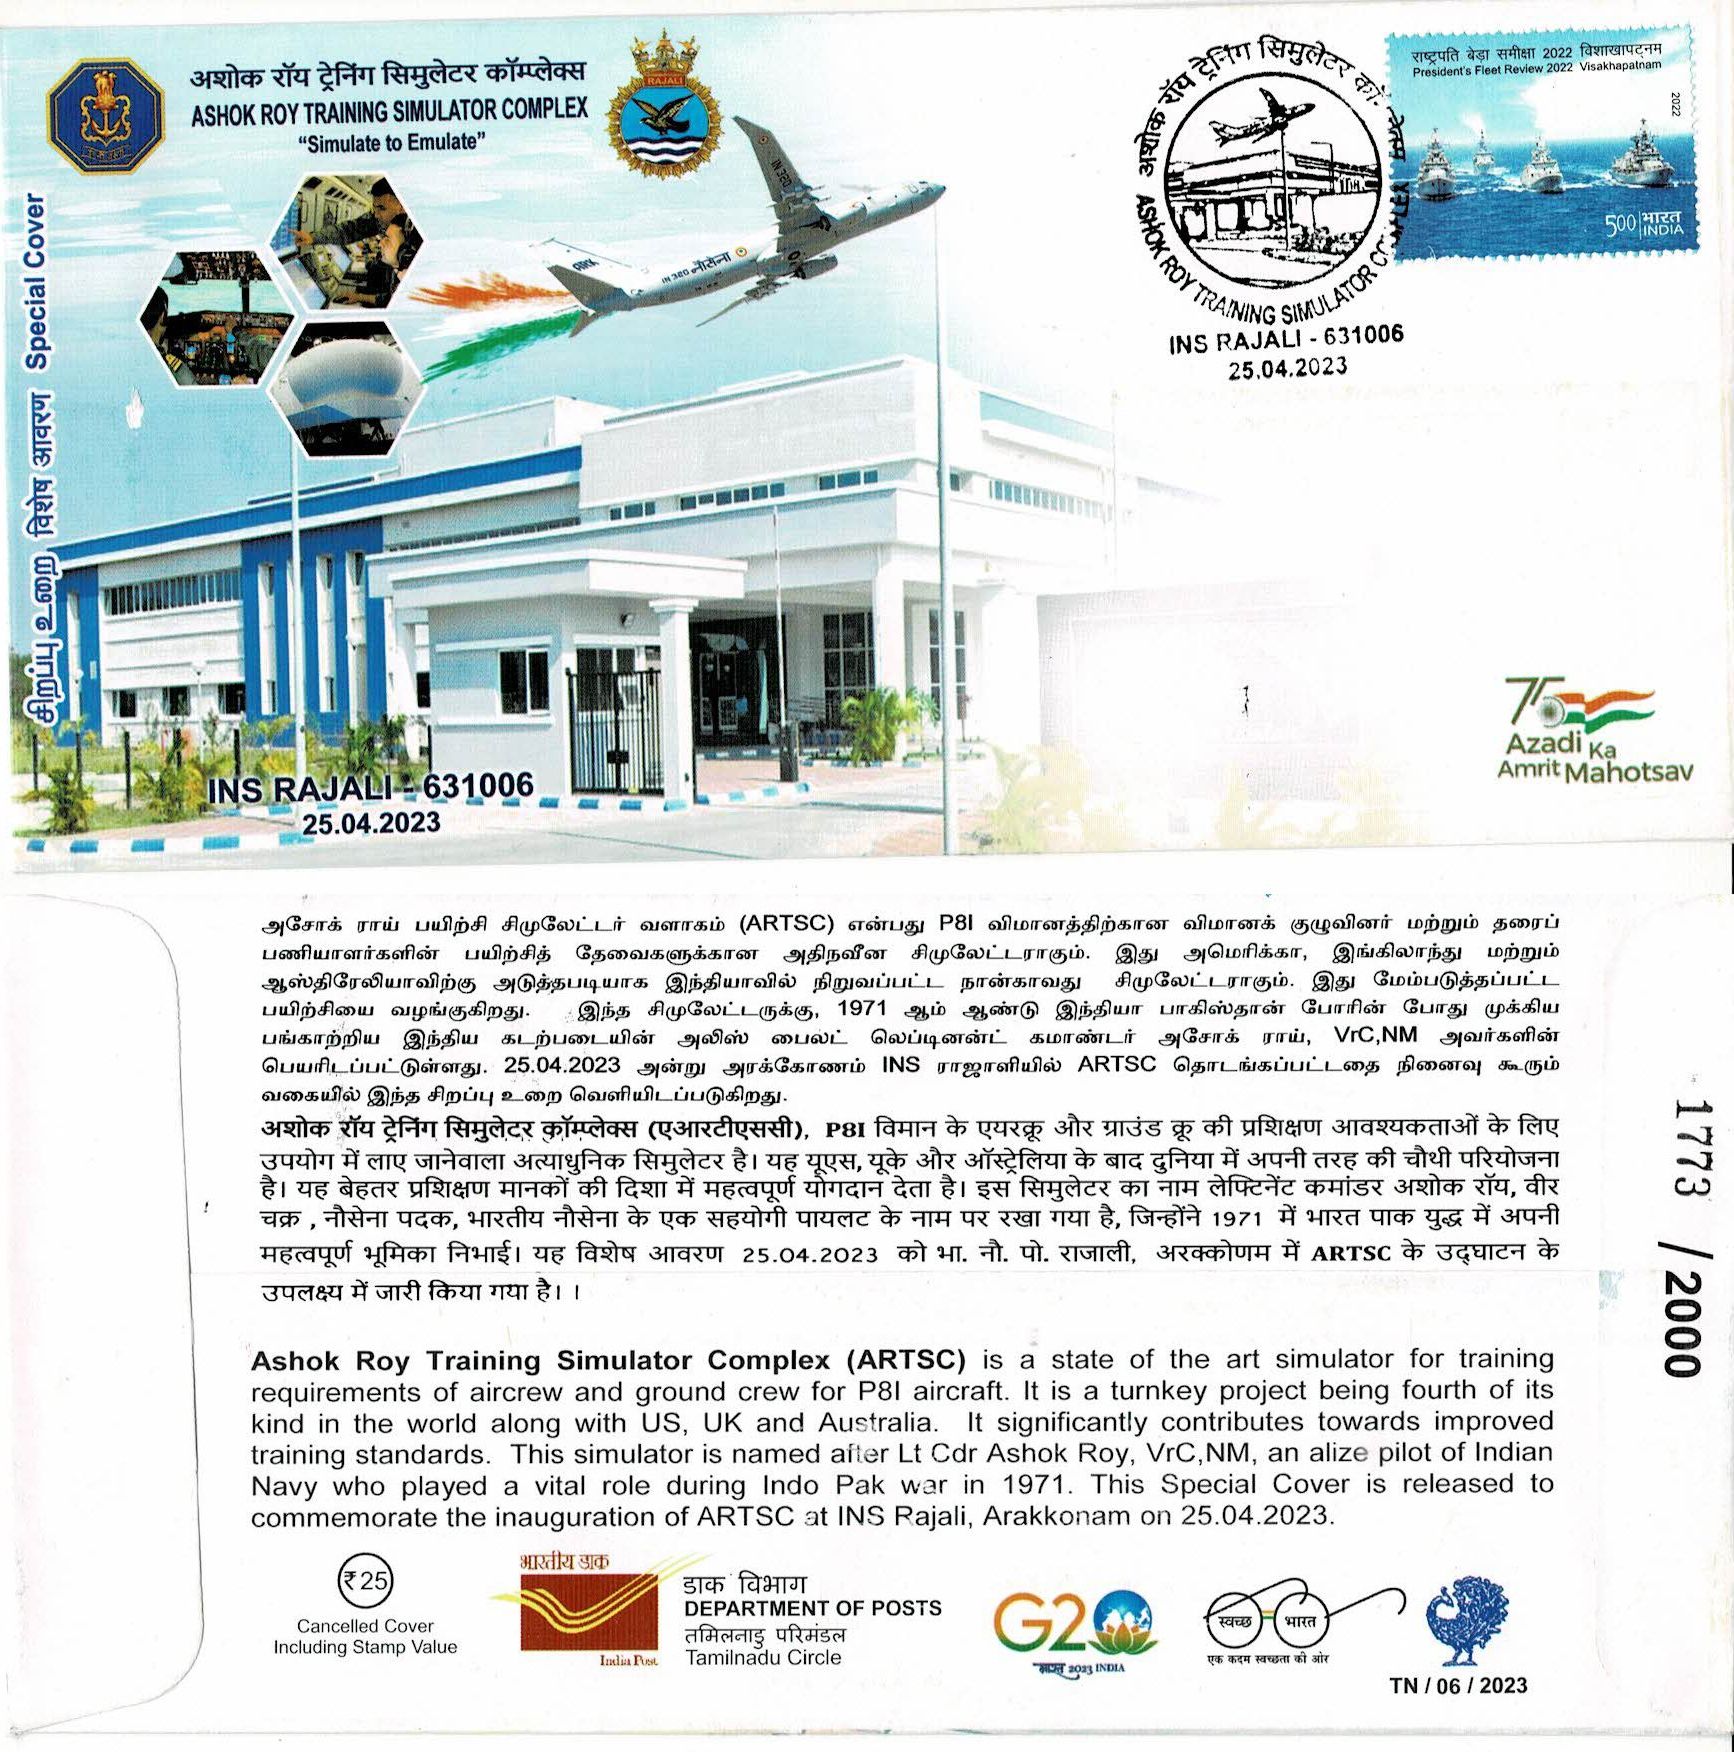 अशोक रॉय ट्रेनिंग सिमुलेटर कॉम्प्लेक्स
ASHOK ROY TRAINING SIMULATOR COMPLEX
“Simulate to Emulate”
RAJALI
சிறப்பு உறை विशेष आवरण Special Cover
IN 320
IN 320 नौसेना
अशोक रॉय ट्रेनिंग सिमुलेटर
ASHOK ROY TRAINING SIMULATOR COMPLEX
INS RAJALI - 631006
25.04.2023
राष्ट्रपति बेड़ा समीक्षा 2022 विशाखापट्नम
President's Fleet Review 2022 Visakhapatnam
2022
500 भारत
INDIA
INS RAJALI - 631006
25.04.2023
75
Azadi Ka
Amrit Mahotsav
அசோக் ராய் பயிற்சி சிமுலேட்டர் வளாகம் (ARTSC) என்பது P8I விமானத்திற்கான விமானக் குழுவினர் மற்றும் தரைப்
பணியாளர்களின் பயிற்சித் தேவைகளுக்கான அதிநவீன சிமுலேட்டராகும். இது அமெரிக்கா, இங்கிலாந்து மற்றும்
ஆஸ்திரேலியாவிற்கு அடுத்தபடியாக இந்தியாவில் நிறுவப்பட்ட நான்காவது சிமுலேட்டராகும். இது மேம்படுத்தப்பட்ட
பயிற்சியை வழங்குகிறது. இந்த சிமுலேட்டருக்கு, 1971 ஆம் ஆண்டு இந்தியா பாகிஸ்தான் போரின் போது முக்கிய
பங்காற்றிய இந்திய கடற்படையின் அலிஸ் பைலட் லெப்டினன்ட் கமாண்டர் அசோக் ராய், VrC,NM அவர்களின்
பெயரிடப்பட்டுள்ளது. 25.04.2023 அன்று அரக்கோணம் INS ராஜாளியில் ARTSC தொடங்கப்பட்டதை நினைவு கூரும்
வகையில் இந்த சிறப்பு உறை வெளியிடப்படுகிறது.
अशोक रॉय ट्रेनिंग सिमुलेटर कॉम्प्लेक्स (एआरटीएससी), P8I विमान के एयरक्रू और ग्राउंड क्रू की प्रशिक्षण आवश्यकताओं के लिए
उपयोग में लाए जानेवाला अत्याधुनिक सिमुलेटर है। यह यूएस, यूके और ऑस्ट्रेलिया के बाद दुनिया में अपनी तरह की चौथी परियोजना
है। यह बेहतर प्रशिक्षण मानकों की दिशा में महत्वपूर्ण योगदान देता है। इस सिमुलेटर का नाम लेफ्टिनेंट कमांडर अशोक रॉय, वीर
चक्र , नौसेना पदक, भारतीय नौसेना के एक सहयोगी पायलट के नाम पर रखा गया है, जिन्होंने 1971 में भारत पाक युद्ध में अपनी
महत्वपूर्ण भूमिका निभाई। यह विशेष आवरण 25.04.2023 को भा. नौ. पो. राजाली, अरक्कोणम में ARTSC के उद्घाटन के
उपलक्ष्य में जारी किया गया है। ।
Ashok Roy Training Simulator Complex (ARTSC) is a state of the art simulator for training
requirements of aircrew and ground crew for P8I aircraft. It is a turnkey project being fourth of its
kind in the world along with US, UK and Australia. It significantly contributes towards improved
training standards. This simulator is named after Lt Cdr Ashok Roy, VrC,NM, an alize pilot of Indian
Navy who played a vital role during Indo Pak war in 1971. This Special Cover is released to
commemorate the inauguration of ARTSC at INS Rajali, Arakkonam on 25.04.2023.
1773 / 2000
₹25
Cancelled Cover
Including Stamp Value
भारतीय डाक
India Post
डाक विभाग
DEPARTMENT OF POSTS
तमिलनाडु परिमंडल
Tamilnadu Circle
G20
भारत 2023 INDIA
स्वच्छ भारत
एक कदम स्वच्छता की ओर
TN / 06 / 2023